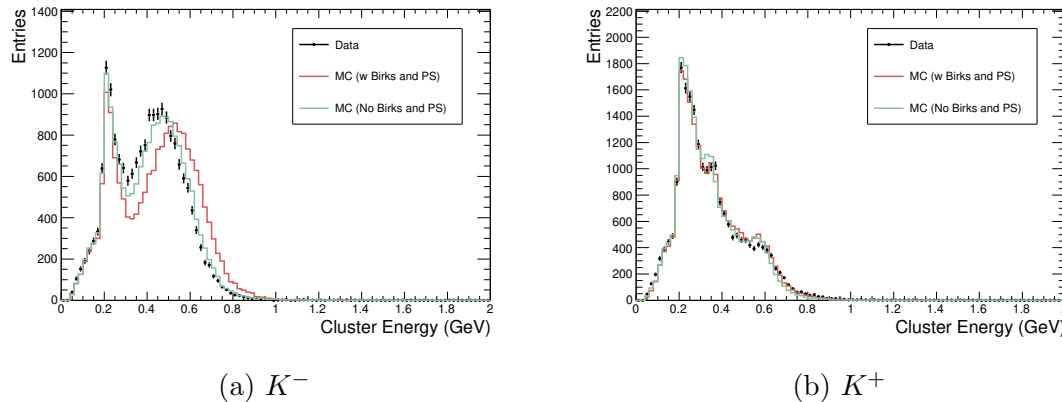 Entries
1400
1200
1000
800
600
400
200
0
0 0.2 0.4 0.6 0.8 1 1.2 1.4 1.6 1.8 2
Cluster Energy (GeV)
Data
MC (w Birks and PS)
MC (No Birks and PS)
(a) K⁻
Entries
2200
2000
1800
1600
1400
1200
1000
800
600
400
200
0
0 0.2 0.4 0.6 0.8 1 1.2 1.4 1.6 1.8
Cluster Energy (GeV)
Data
MC (w Birks and PS)
MC (No Birks and PS)
(b) K⁺